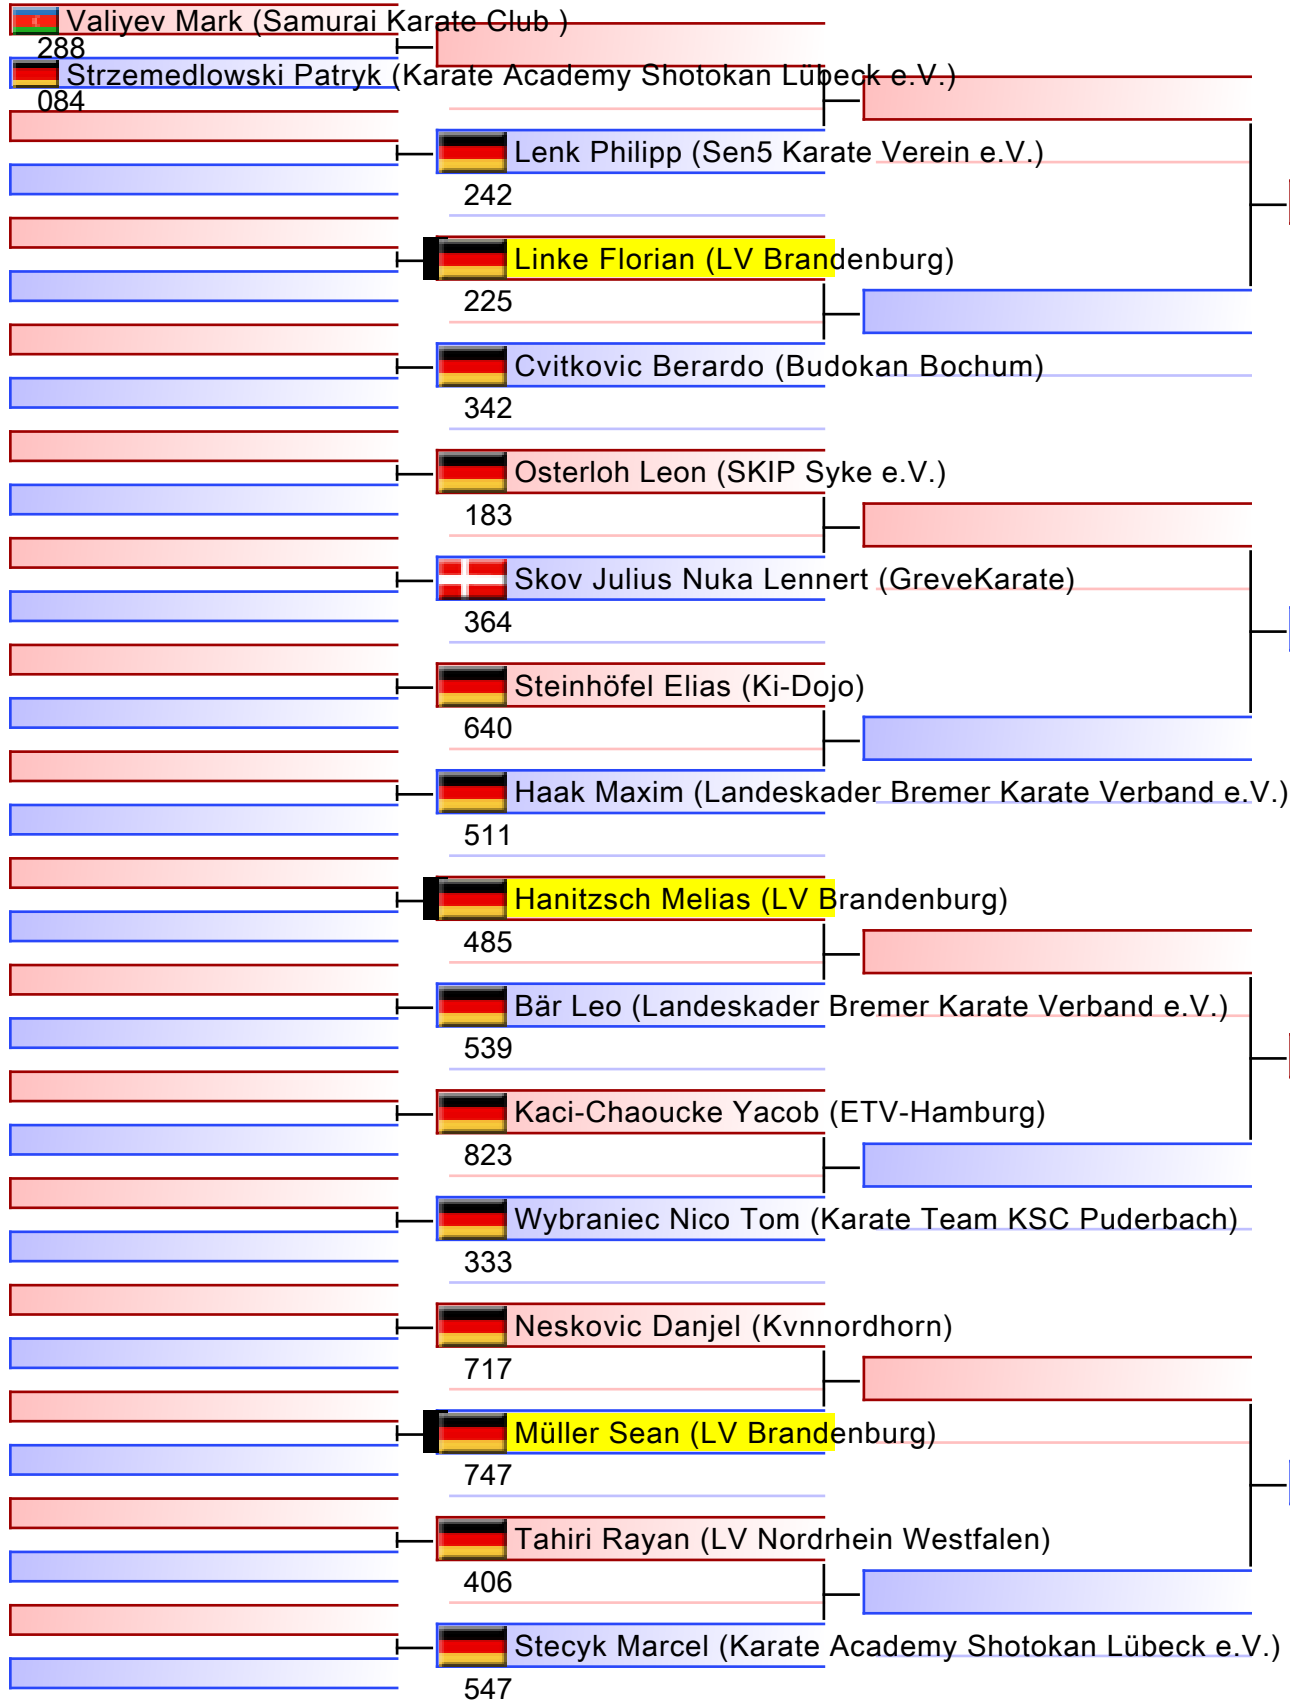 Valiyev Mark (Samurai Karate Club )
288
Strzemedlowski Patryk (Karate Academy Shotokan Lübeck e.V.)
084
Lenk Philipp (Sen5 Karate Verein e.V.)
242
Linke Florian (LV Brandenburg)
225
Cvitkovic Berardo (Budokan Bochum)
342
Osterloh Leon (SKIP Syke e.V.)
183
Skov Julius Nuka Lennert (GreveKarate)
364
Steinhöfel Elias (Ki-Dojo)
640
Haak Maxim (Landeskader Bremer Karate Verband e.V.)
511
Hanitzsch Melias (LV Brandenburg)
485
Bär Leo (Landeskader Bremer Karate Verband e.V.)
539
Kaci-Chaoucke Yacob (ETV-Hamburg)
823
Wybraniec Nico Tom (Karate Team KSC Puderbach)
333
Neskovic Danjel (Kvnnordhorn)
717
Müller Sean (LV Brandenburg)
747
Tahiri Rayan (LV Nordrhein Westfalen)
406
Stecyk Marcel (Karate Academy Shotokan Lübeck e.V.)
547